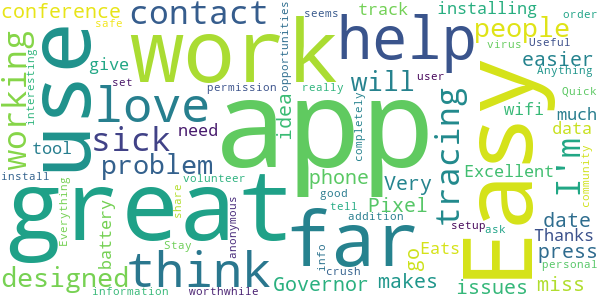 conference
safe
contact
seems
opportunities
track
installing
order
people
virus
Useful
use
work
help
Easy
easier
Anything
give
set
permission
really
user
idea
will
completely
tracing
wifi
Quick
much
data
working
interesting
love
sick
need
app
I'm
community
tool
problem
phone
good
Excellent
install
volunteer
Very
Pixel
tell
addition
setup
ask
personal
great
far
date
Thanks
press
Everything
battery
share
Stay
anonymous
think
info
crush
Eats
go
designed
information
worthwhile
Governor
makes
issues
miss